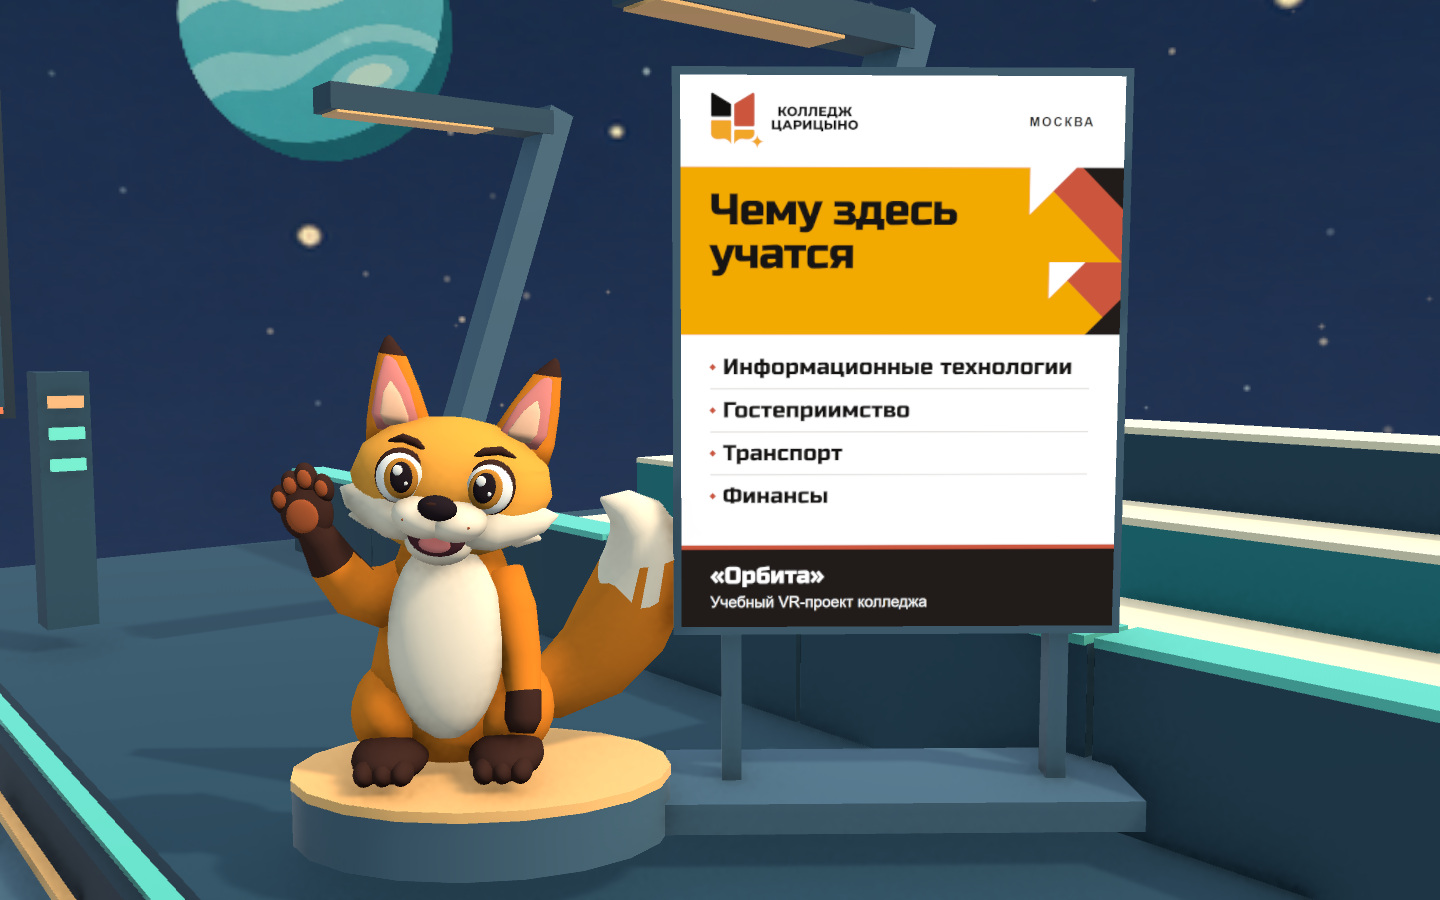 КОЛЛЕДЖ
ЦАРИЦЫНО
МОСКВА
Чему здесь
учатся
Информационные технологии
Гостеприимство
Транспорт
Финансы
«Орбита»
Учебный VR-проект колледжа